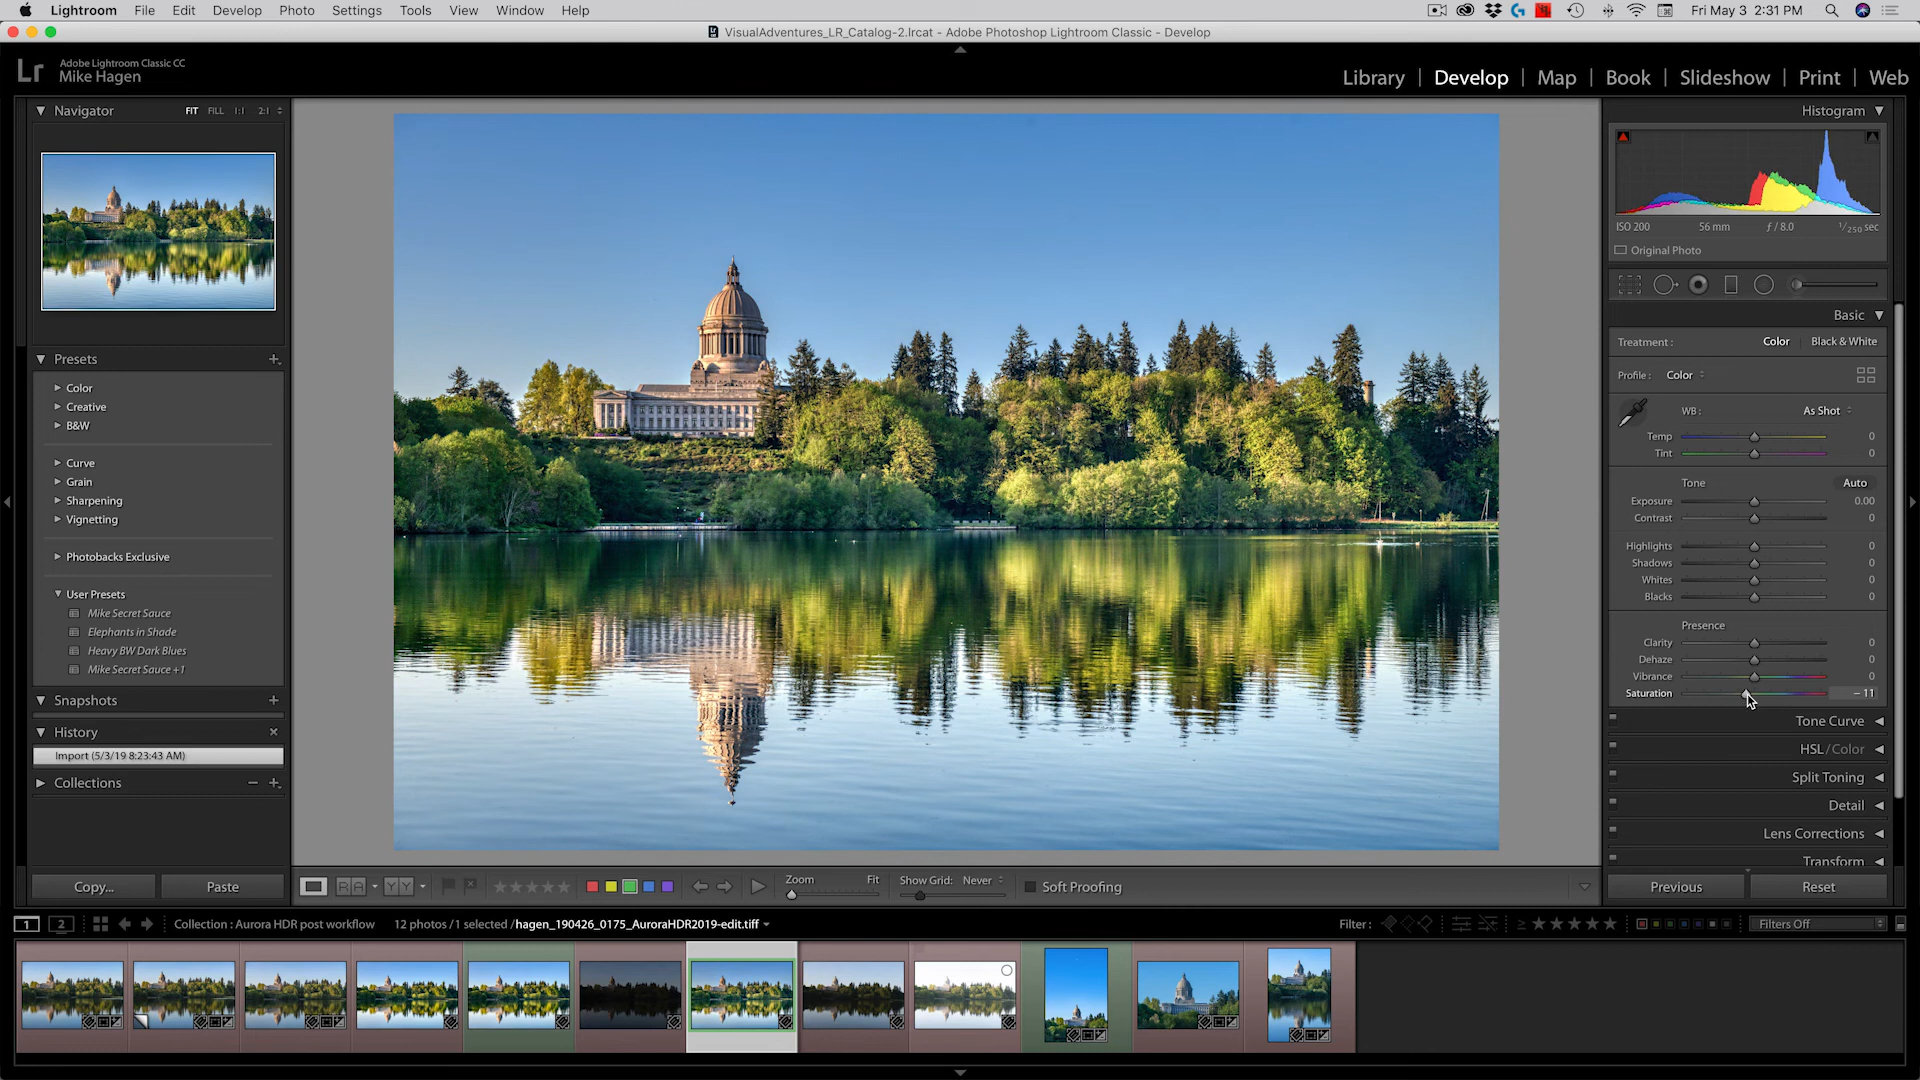 Lightroom File Edit Develop Photo Settings Tools View Window Help
Fri May 3 2:31 PM
VisualAdventures_LR_Catalog-2.lrcat - Adobe Photoshop Lightroom Classic - Develop
Lr
Adobe Lightroom Classic CC
Mike Hagen
Library | Develop | Map | Book | Slideshow | Print | Web
Navigator FIT FILL 1:1 2:1
Presets
Color
Creative
B&W
Curve
Grain
Sharpening
Vignetting
Photobacks Exclusive
User Presets
Mike Secret Sauce
Elephants in Shade
Heavy BW Dark Blues
Mike Secret Sauce +1
Snapshots
History
Import (5/3/19 8:23:43 AM)
Collections
Copy... Paste
Histogram
ISO 200 56 mm ƒ / 8.0 1/250 sec
Original Photo
Basic
Treatment : Color | Black & White
Profile : Color
WB : As Shot
Temp 0
Tint 0
Tone Auto
Exposure 0.00
Contrast 0
Highlights 0
Shadows 0
Whites 0
Blacks 0
Presence
Clarity 0
Dehaze 0
Vibrance 0
Saturation – 11
Tone Curve
HSL / Color
Split Toning
Detail
Lens Corrections
Transform
Previous Reset
R A Y Y Zoom Fit Show Grid: Never Soft Proofing
1 2 Collection : Aurora HDR post workflow 12 photos / 1 selected / hagen_190426_0175_AuroraHDR2019-edit.tiff Filter : ≥ Filters Off